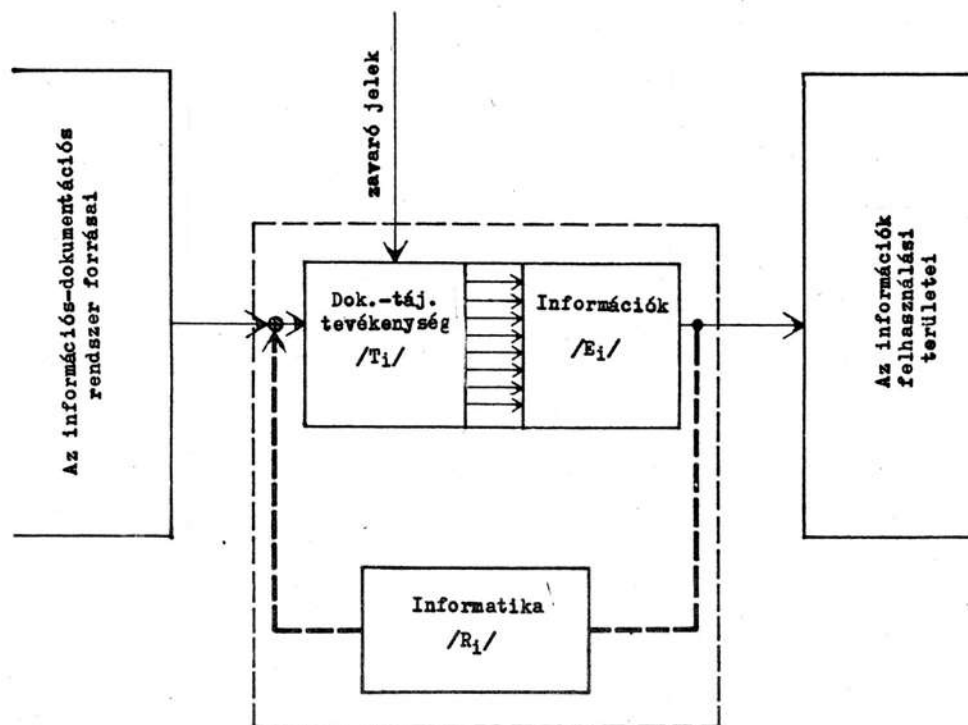 Az információs-dokumentációs
rendszer forrásai
zavaró jelek
Dok.-táj.
tevékenység
/Ti/
Információk
/Ei/
Informatika
/Ri/
Az információk
felhasználási
területei